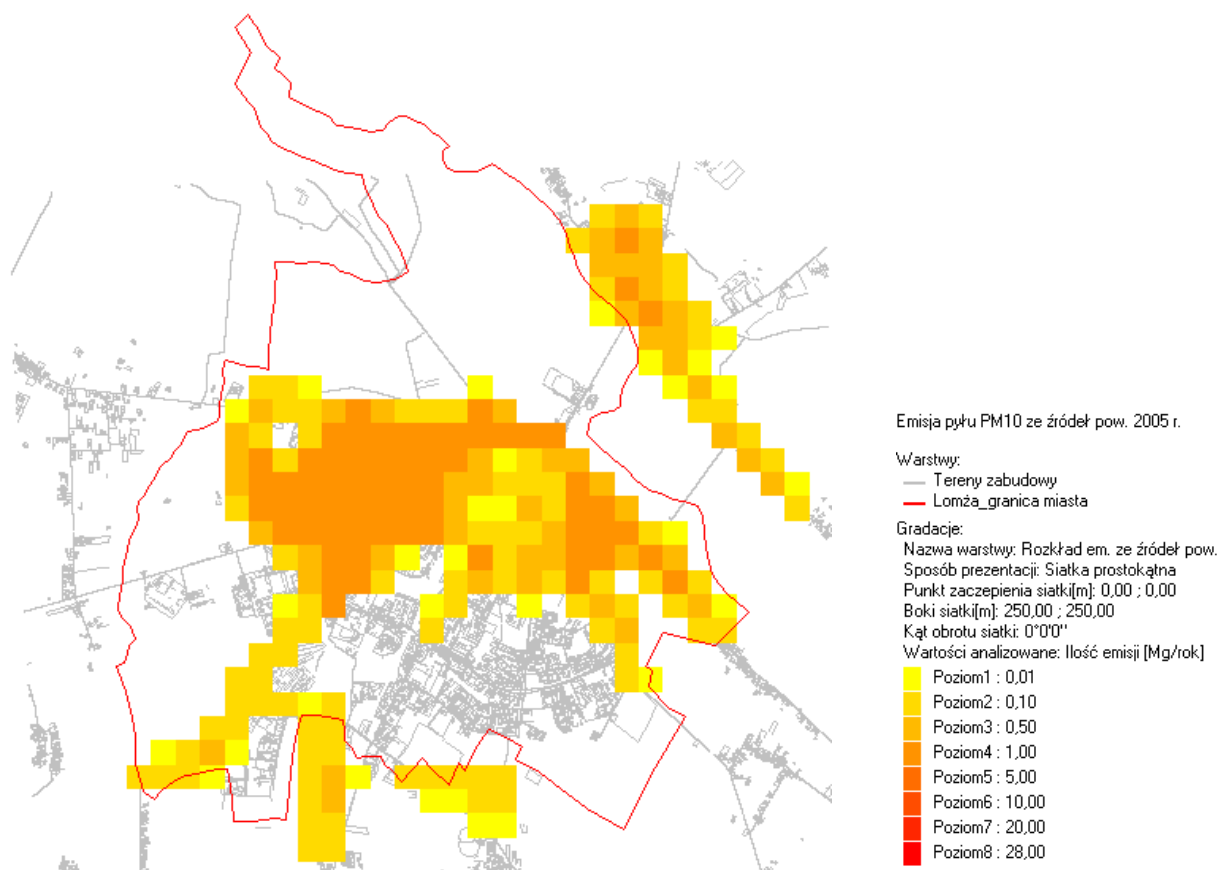 Emisja pyłu PM10 ze źródeł pow. 2005 r.
Warstwy:
Tereny zabudowy
Lomża_granica miasta
Gradacje:
Nazwa warstwy: Rozkład em. ze źródeł pow.
Sposób prezentacji: Siatka prostokątna
Punkt zaczepienia siatki[m]: 0,00 ; 0,00
Boki siatki[m]: 250,00 ; 250,00
Kąt obrotu siatki: 0°0'0''
Wartości analizowane: Ilość emisji [Mg/rok]
Poziom1 : 0,01
Poziom2 : 0,10
Poziom3 : 0,50
Poziom4 : 1,00
Poziom5 : 5,00
Poziom6 : 10,00
Poziom7 : 20,00
Poziom8 : 28,00